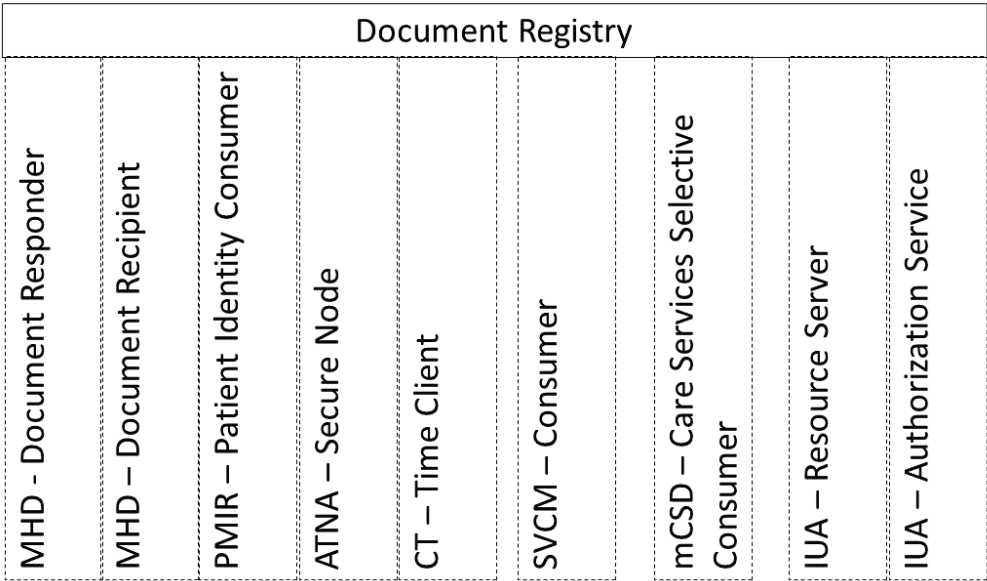 Document Registry
MHD - Document Responder
MHD – Document Recipient
PMIR – Patient Identity Consumer
ATNA – Secure Node
CT – Time Client
SVCM – Consumer
mCSD – Care Services Selective
Consumer
IUA – Resource Server
IUA – Authorization Service